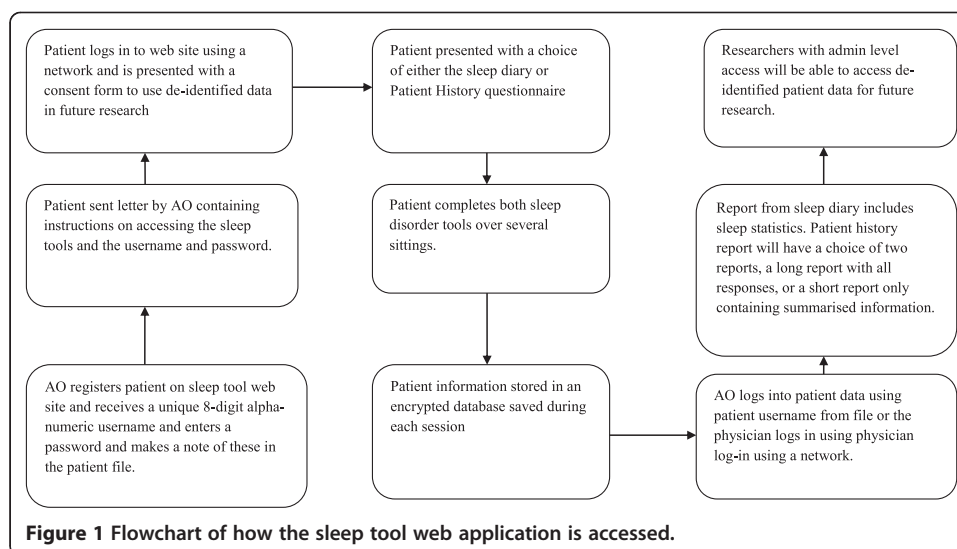 Patient logs in to web site using a
network and is presented with a
consent form to use de-identified data
in future research
Patient presented with a choice
of either the sleep diary or
Patient History questionnaire
Researchers with admin level
access will be able to access de-
identified patient data for future
research.
Patient sent letter by AO containing
instructions on accessing the sleep
tools and the username and password.
Patient completes both sleep
disorder tools over several
sittings.
Report from sleep diary includes
sleep statistics. Patient history
report will have a choice of two
reports, a long report with all
responses, or a short report only
containing summarised information.
AO registers patient on sleep tool web
site and receives a unique 8-digit alpha-
numeric username and enters a
password and makes a note of these in
the patient file.
Patient information stored in an
encrypted database saved during
each session
AO logs into patient data using
patient username from file or the
physician logs in using physician
log-in using a network.
Figure 1 Flowchart of how the sleep tool web application is accessed.